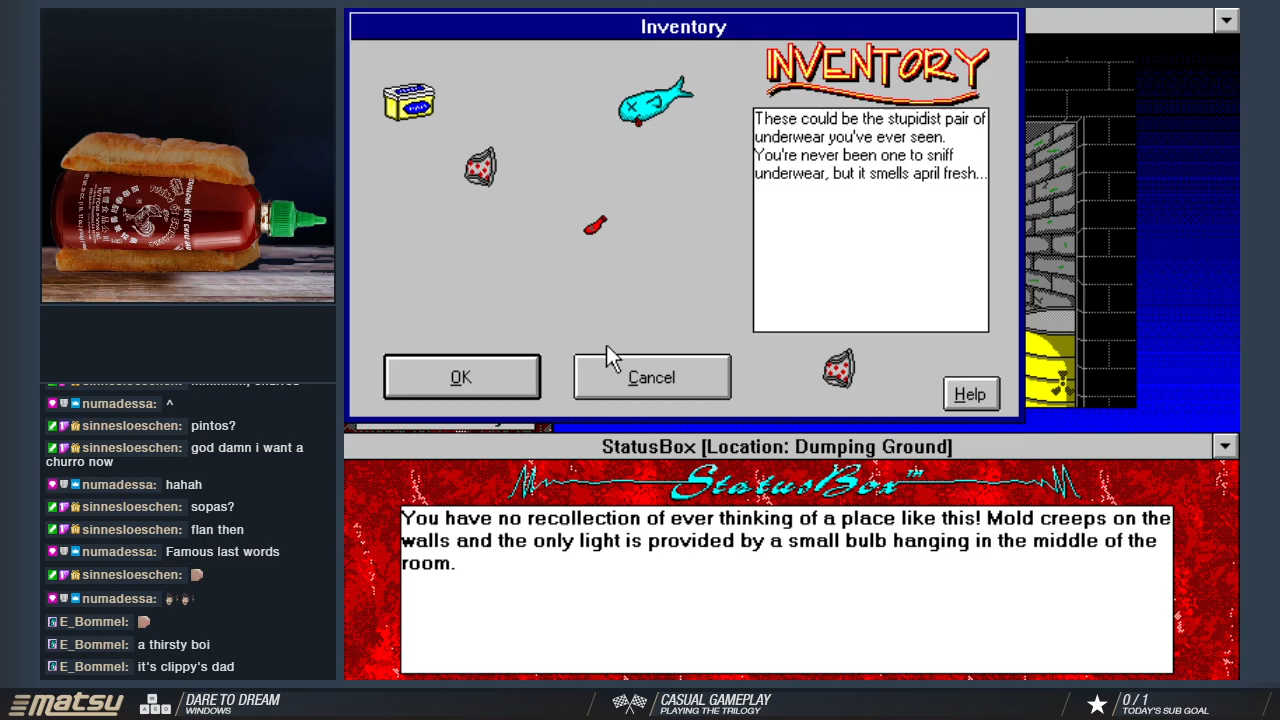 Inventory
INVENTORY
These could be the stupidist pair of
underwear you've ever seen.
You're never been one to sniff
underwear, but it smells april fresh...
OK
Cancel
Help
StatusBox [Location: Dumping Ground]
StatusBox™
You have no recollection of ever thinking of a place like this! Mold creeps on the
walls and the only light is provided by a small bulb hanging in the middle of the
room.
numadessa: ^
sinnesloeschen: pintos?
sinnesloeschen: god damn i want a
churro now
numadessa: hahah
sinnesloeschen: sopas?
sinnesloeschen: flan then
numadessa: Famous last words
sinnesloeschen:
numadessa:
E_Bommel:
E_Bommel: a thirsty boi
E_Bommel: it's clippy's dad
MATSU
W
A S D
DARE TO DREAM
WINDOWS
CASUAL GAMEPLAY
PLAYING THE TRILOGY
0 / 1
TODAY'S SUB GOAL